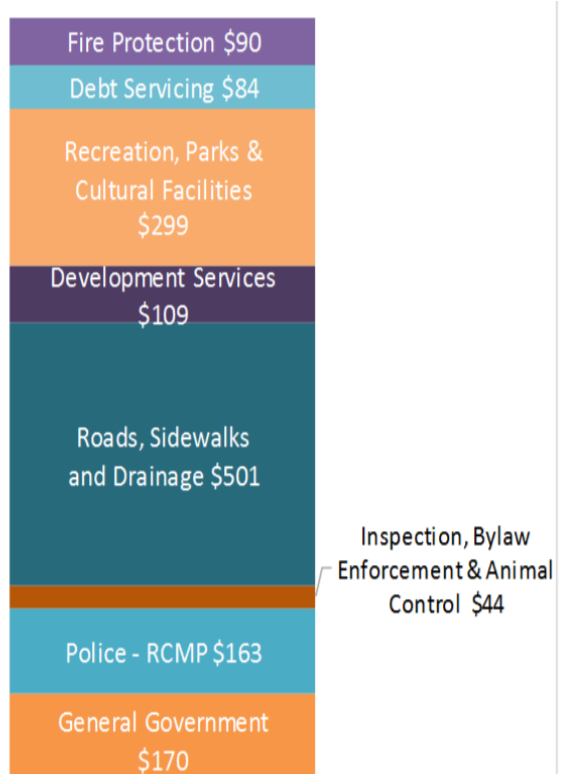 Fire Protection $90
Debt Servicing $84
Recreation, Parks &
Cultural Facilities
$299
Development Services
$109
Roads, Sidewalks
and Drainage $501
Inspection, Bylaw
Enforcement & Animal
Control $44
Police - RCMP $163
General Government
$170